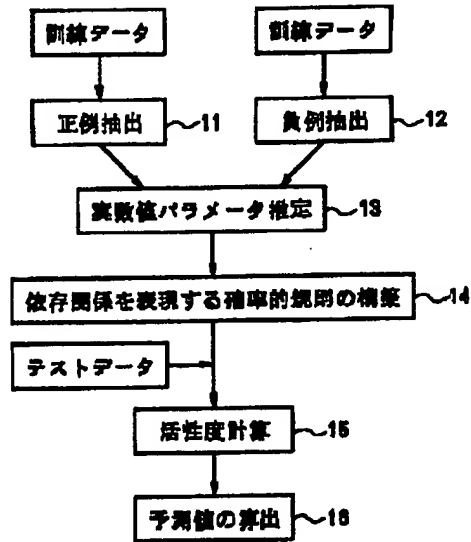 訓練データ 訓練データ
正例抽出 11 負例抽出 12
実数値パラメータ推定 13
依存関係を表現する確率的規則の構築 14
テストデータ
活性度計算 15
予測値の算出 16